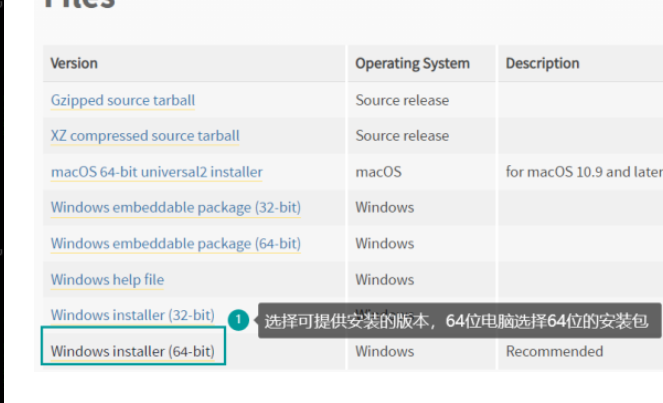 Files
Version Operating System Description
Gzipped source tarball Source release
XZ compressed source tarball Source release
macOS 64-bit universal2 installer macOS for macOS 10.9 and later
Windows embeddable package (32-bit) Windows
Windows embeddable package (64-bit) Windows
Windows help file Windows
Windows installer (32-bit) 1 选择可提供安装的版本，64位电脑选择64位的安装包
Windows installer (64-bit) Windows Recommended